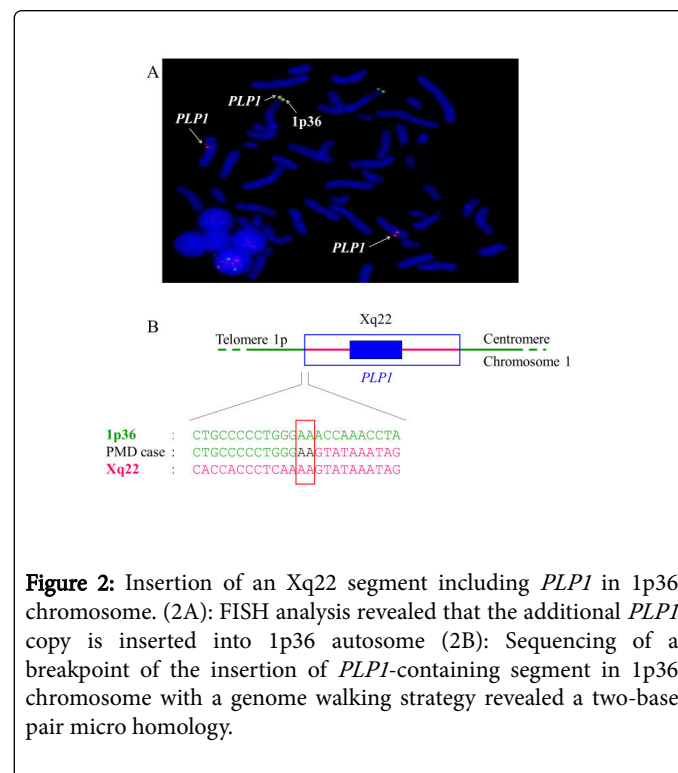 A
PLP1
1p36
PLP1
PLP1
B
Xq22
Telomere 1p
Centromere
Chromosome 1
PLP1
1p36 : CTGCCCCCTGGGAAACCAAACCTA
PMD case : CTGCCCCCTGGGAAGTATAAATAG
Xq22 : CACCACCCTCAAAAGTATAAATAG
Figure 2: Insertion of an Xq22 segment including PLP1 in 1p36
chromosome. (2A): FISH analysis revealed that the additional PLP1
copy is inserted into 1p36 autosome (2B): Sequencing of a
breakpoint of the insertion of PLP1-containing segment in 1p36
chromosome with a genome walking strategy revealed a two-base
pair micro homology.